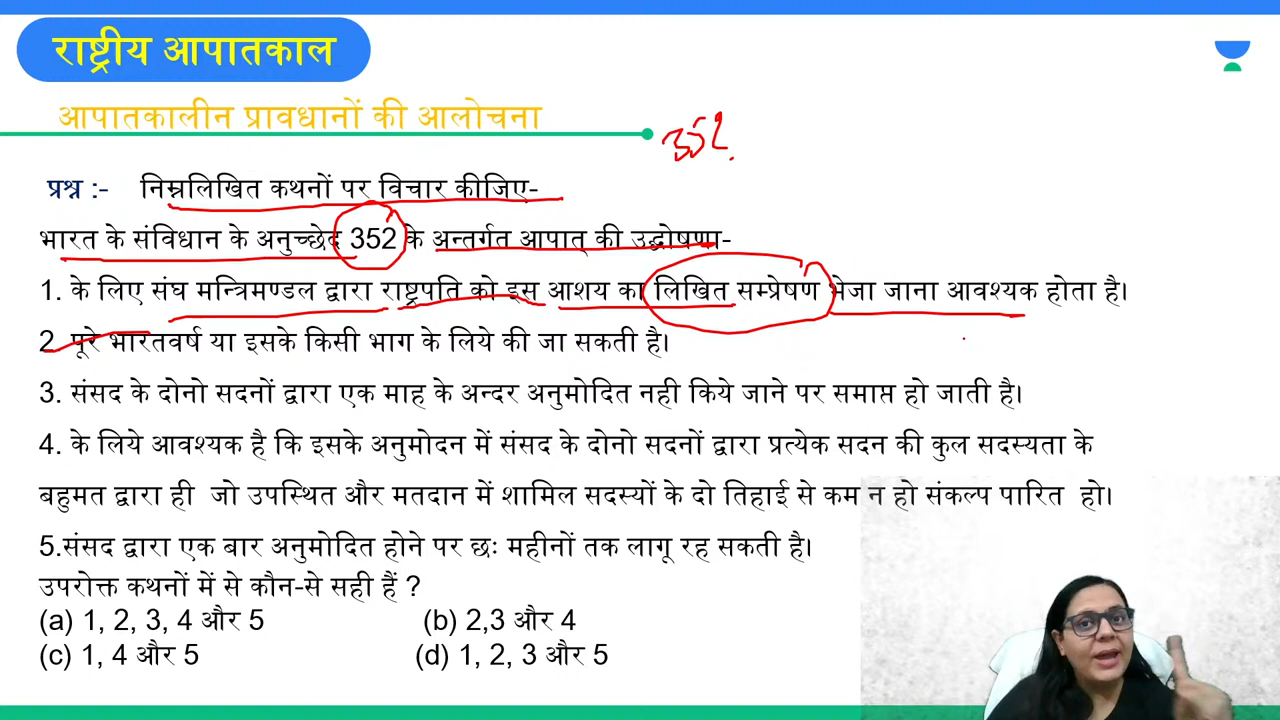 राष्ट्रीय आपातकाल
आपातकालीन प्रावधानों की आलोचना
352
प्रश्न :- निम्नलिखित कथनों पर विचार कीजिए-
भारत के संविधान के अनुच्छेद 352 के अन्तर्गत आपात् की उद्घोषणा-
1. के लिए संघ मन्त्रिमण्डल द्वारा राष्ट्रपति को इस आशय का लिखित सम्प्रेषण भेजा जाना आवश्यक होता है।
2 पूरे भारतवर्ष या इसके किसी भाग के लिये की जा सकती है।
3. संसद के दोनो सदनों द्वारा एक माह के अन्दर अनुमोदित नही किये जाने पर समाप्त हो जाती है।
4. के लिये आवश्यक है कि इसके अनुमोदन में संसद के दोनो सदनों द्वारा प्रत्येक सदन की कुल सदस्यता के
बहुमत द्वारा ही जो उपस्थित और मतदान में शामिल सदस्यों के दो तिहाई से कम न हो संकल्प पारित हो।
5.संसद द्वारा एक बार अनुमोदित होने पर छः महीनों तक लागू रह सकती है।
उपरोक्त कथनों में से कौन-से सही हैं ?
(a) 1, 2, 3, 4 और 5 (b) 2,3 और 4
(c) 1, 4 और 5 (d) 1, 2, 3 और 5